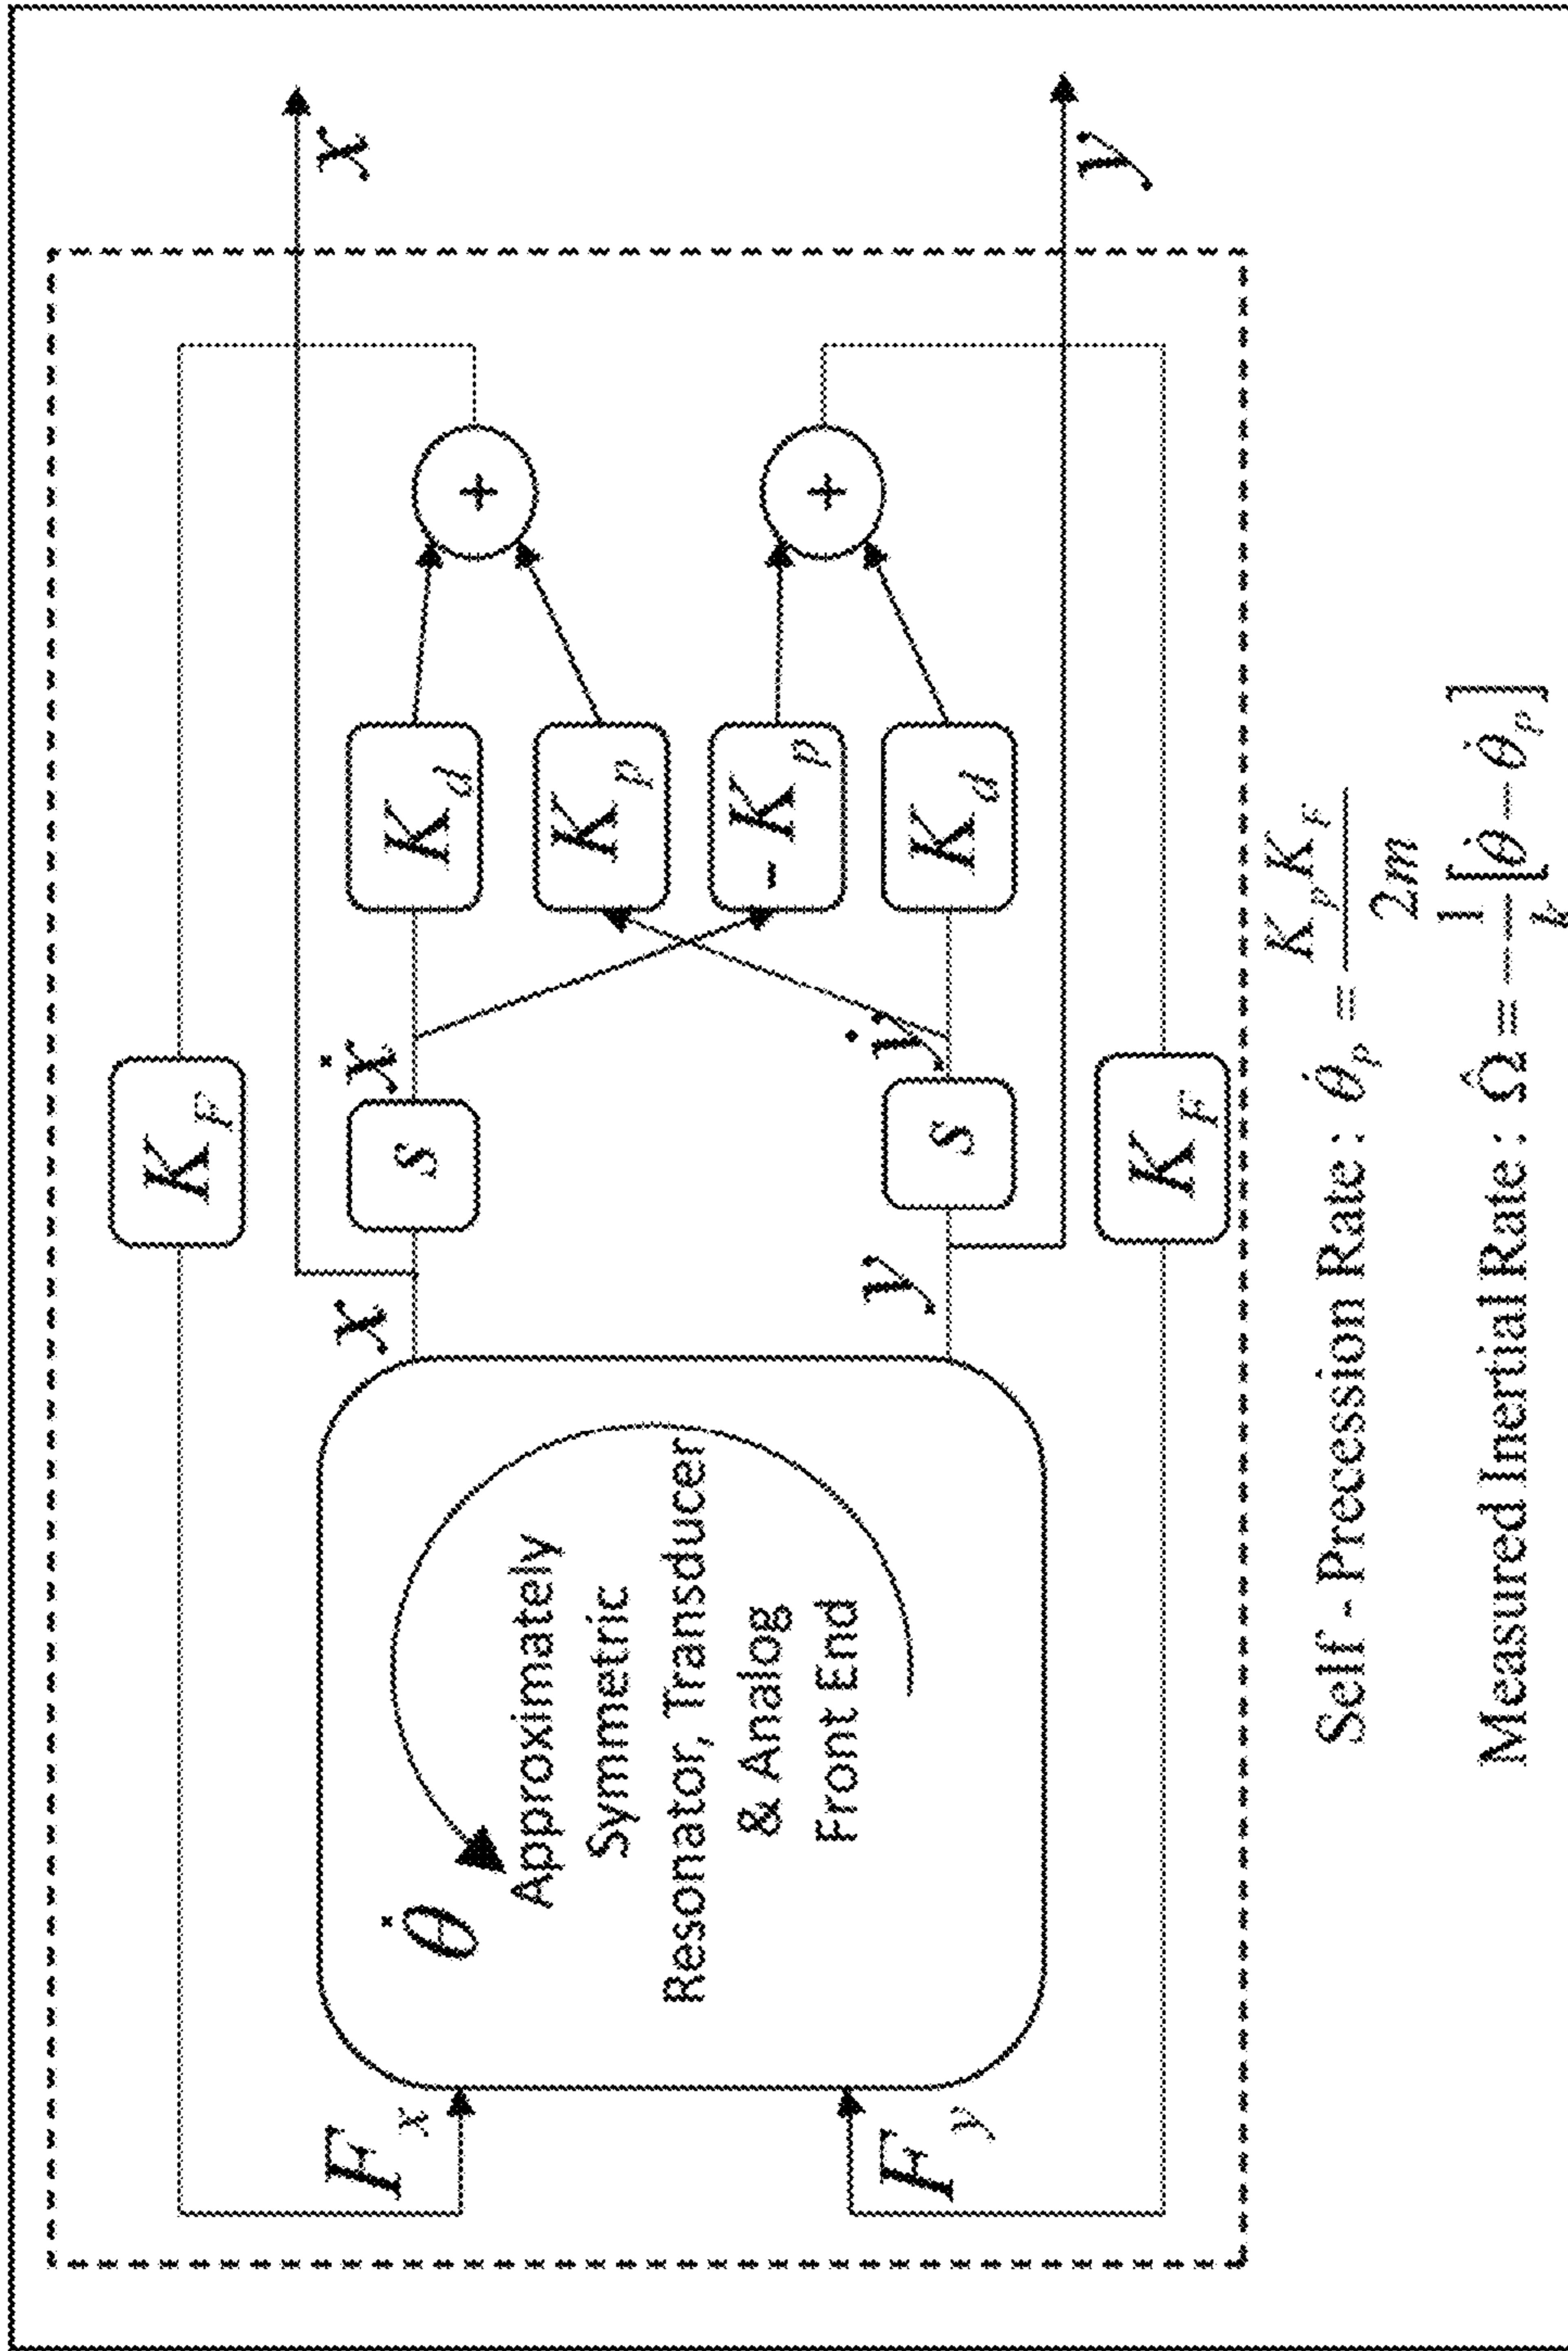 K_F
x
x
ẋ
s
K_d
+
F_x
K_p
θ̇
Approximately
Symmetric
Resonator, Transducer
& Analog
Front End
- K_p
+
F_y
y
ẏ
s
K_d
y
K_F
Self - Precession Rate : θ̇_p = K_p K_F / 2m
Measured Inertial Rate : Ω̂ = 1/k [θ̇ - θ̇_p]